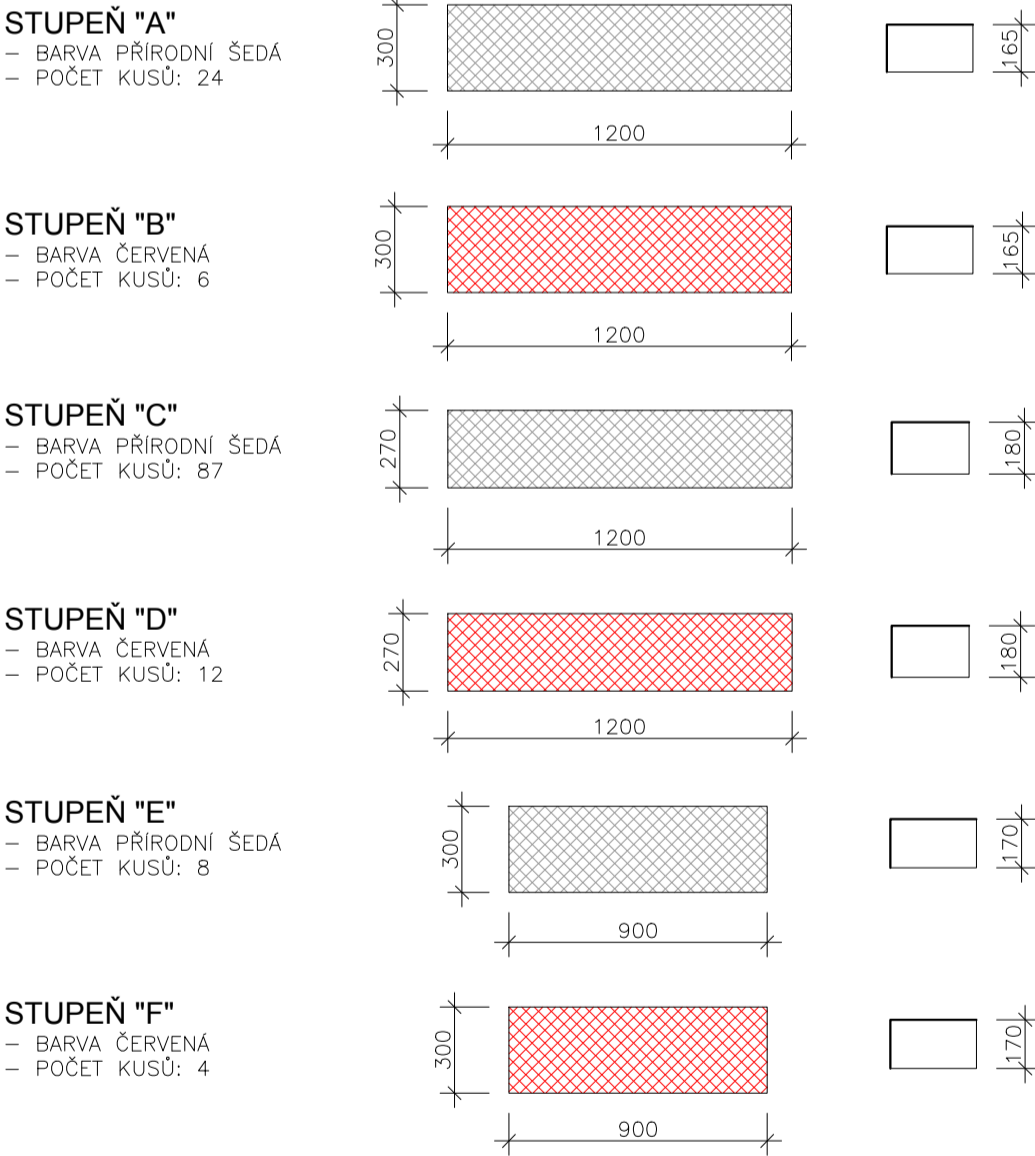 STUPEŇ "A"
– BARVA PŘÍRODNÍ ŠEDÁ
– POČET KUSŮ: 24
300
1200
165
STUPEŇ "B"
– BARVA ČERVENÁ
– POČET KUSŮ: 6
300
1200
165
STUPEŇ "C"
– BARVA PŘÍRODNÍ ŠEDÁ
– POČET KUSŮ: 87
270
1200
180
STUPEŇ "D"
– BARVA ČERVENÁ
– POČET KUSŮ: 12
270
1200
180
STUPEŇ "E"
– BARVA PŘÍRODNÍ ŠEDÁ
– POČET KUSŮ: 8
300
900
170
STUPEŇ "F"
– BARVA ČERVENÁ
– POČET KUSŮ: 4
300
900
170